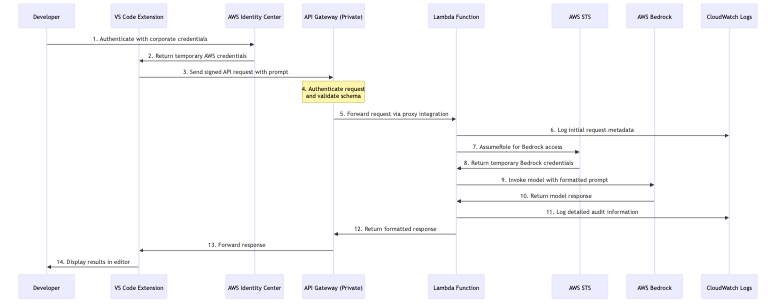 Developer
VS Code Extension
AWS Identity Center
API Gateway (Private)
Lambda Function
AWS STS
AWS Bedrock
CloudWatch Logs
1. Authenticate with corporate credentials
2. Return temporary AWS credentials
3. Send signed API request with prompt
4. Authenticate request
and validate schema
5. Forward request via proxy integration
6. Log initial request metadata
7. AssumeRole for Bedrock access
8. Return temporary Bedrock credentials
9. Invoke model with formatted prompt
10. Return model response
11. Log detailed audit information
12. Return formatted response
13. Forward response
14. Display results in editor
Developer
VS Code Extension
AWS Identity Center
API Gateway (Private)
Lambda Function
AWS STS
AWS Bedrock
CloudWatch Logs